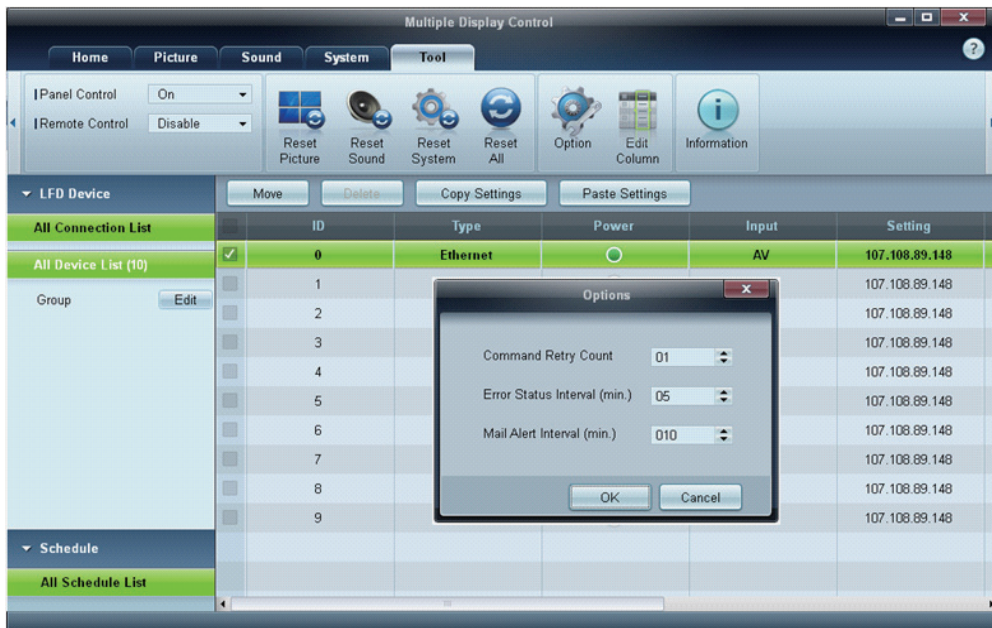 Multiple Display Control
Home Picture Sound System Tool
Panel Control On
Remote Control Disable
Reset Picture
Reset Sound
Reset System
Reset All
Option
Edit Column
Information
LFD Device
All Connection List
All Device List (10)
Group Edit
Move Delete Copy Settings Paste Settings
ID Type Power Input Setting
0 Ethernet AV 107.108.89.148
1 107.108.89.148
2 107.108.89.148
3 107.108.89.148
4 107.108.89.148
5 107.108.89.148
6 107.108.89.148
7 107.108.89.148
8 107.108.89.148
9 107.108.89.148
Options
Command Retry Count 01
Error Status Interval (min.) 05
Mail Alert Interval (min.) 010
OK Cancel
Schedule
All Schedule List